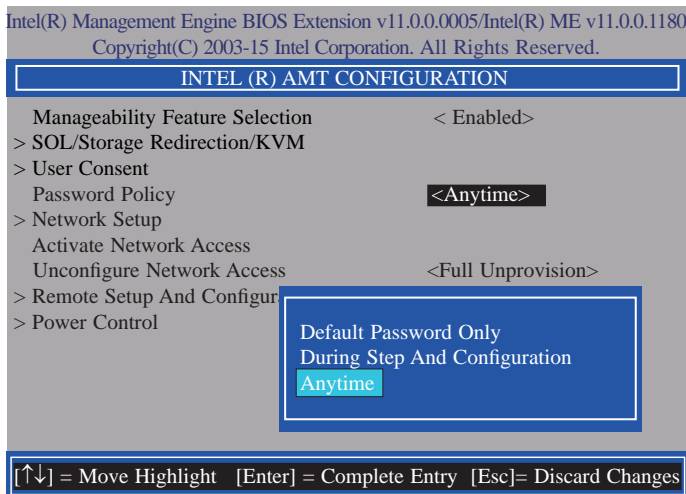 Intel(R) Management Engine BIOS Extension v11.0.0.0005/Intel(R) ME v11.0.0.1180
Copyright(C) 2003-15 Intel Corporation. All Rights Reserved.
INTEL (R) AMT CONFIGURATION
Manageability Feature Selection < Enabled>
> SOL/Storage Redirection/KVM
> User Consent
Password Policy <Anytime>
> Network Setup
Activate Network Access
Unconfigure Network Access <Full Unprovision>
> Remote Setup And Configur
> Power Control
Default Password Only
During Step And Configuration
Anytime
[↑↓] = Move Highlight [Enter] = Complete Entry [Esc]= Discard Changes